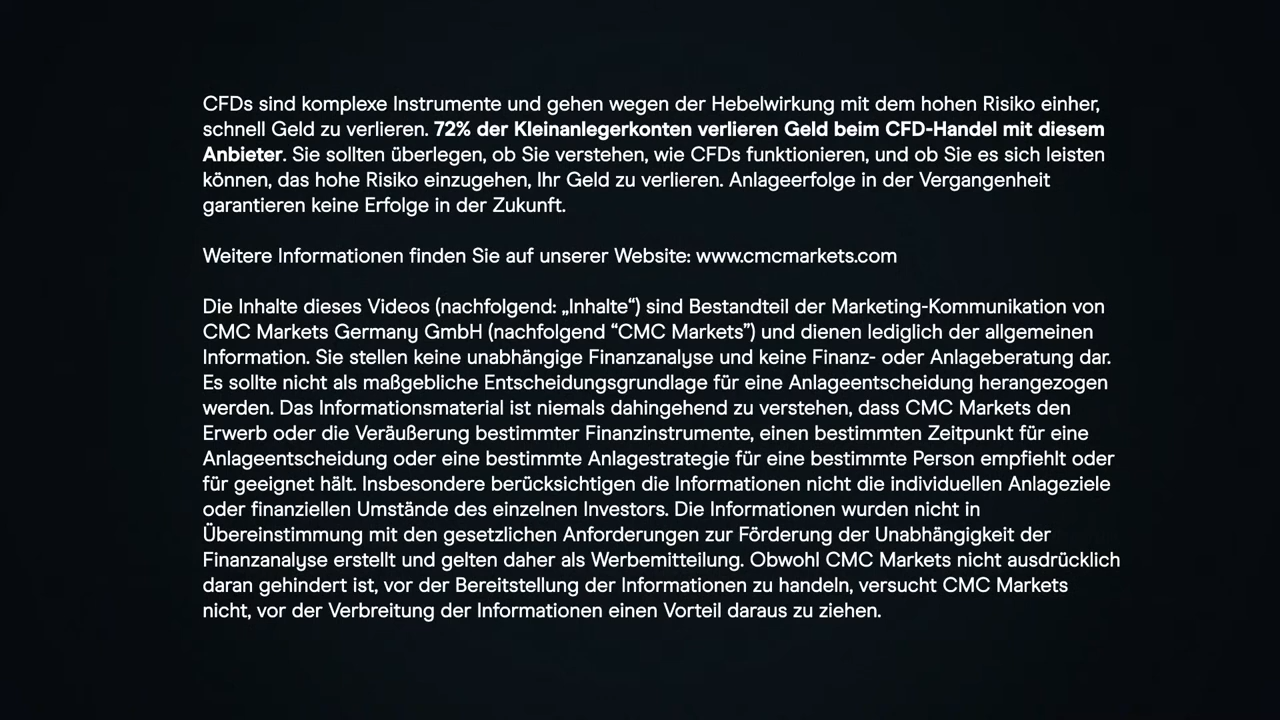 CFDs sind komplexe Instrumente und gehen wegen der Hebelwirkung mit dem hohen Risiko einher,
schnell Geld zu verlieren. 72% der Kleinanlegerkonten verlieren Geld beim CFD-Handel mit diesem
Anbieter. Sie sollten überlegen, ob Sie verstehen, wie CFDs funktionieren, und ob Sie es sich leisten
können, das hohe Risiko einzugehen, Ihr Geld zu verlieren. Anlageerfolge in der Vergangenheit
garantieren keine Erfolge in der Zukunft.
Weitere Informationen finden Sie auf unserer Website: www.cmcmarkets.com
Die Inhalte dieses Videos (nachfolgend: „Inhalte“) sind Bestandteil der Marketing-Kommunikation von
CMC Markets Germany GmbH (nachfolgend “CMC Markets”) und dienen lediglich der allgemeinen
Information. Sie stellen keine unabhängige Finanzanalyse und keine Finanz- oder Anlageberatung dar.
Es sollte nicht als maßgebliche Entscheidungsgrundlage für eine Anlageentscheidung herangezogen
werden. Das Informationsmaterial ist niemals dahingehend zu verstehen, dass CMC Markets den
Erwerb oder die Veräußerung bestimmter Finanzinstrumente, einen bestimmten Zeitpunkt für eine
Anlageentscheidung oder eine bestimmte Anlagestrategie für eine bestimmte Person empfiehlt oder
für geeignet hält. Insbesondere berücksichtigen die Informationen nicht die individuellen Anlageziele
oder finanziellen Umstände des einzelnen Investors. Die Informationen wurden nicht in
Übereinstimmung mit den gesetzlichen Anforderungen zur Förderung der Unabhängigkeit der
Finanzanalyse erstellt und gelten daher als Werbemitteilung. Obwohl CMC Markets nicht ausdrücklich
daran gehindert ist, vor der Bereitstellung der Informationen zu handeln, versucht CMC Markets
nicht, vor der Verbreitung der Informationen einen Vorteil daraus zu ziehen.